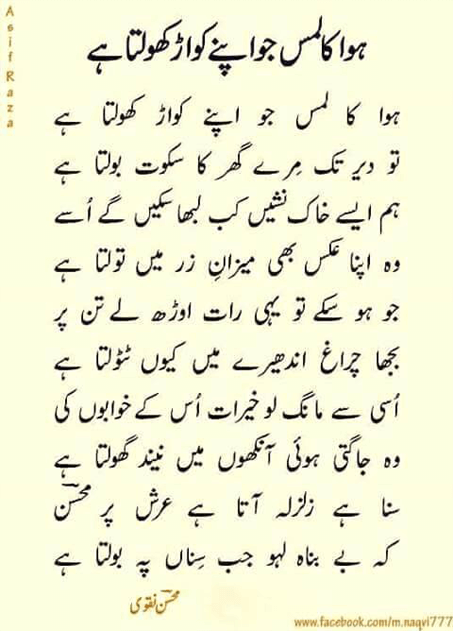 Asif Raza
ہوا کا لمس جو اپنے کواڑ کھولتا ہے
ہوا کا لمس جو اپنے کواڑ کھولتا ہے
تو دیر تک مِرے گھر کا سکوت بولتا ہے
ہم ایسے خاک نشیں کب لبھا سکیں گے اُسے
وہ اپنا عکس بھی میزانِ زر میں تولتا ہے
جو ہو سکے تو یہی رات اوڑھ لے تن پر
بجھا چراغ اندھیرے میں کیوں ٹٹولتا ہے
اُسی سے مانگ لو خیرات اُس کے خوابوں کی
وہ جاگتی ہوئی آنکھوں میں نیند گھولتا ہے
سنا ہے زلزلہ آتا ہے عرش پر محسنؔ
کہ بے بناہ لہو جب سِناں پہ بولتا ہے
محسنؔ نقوی
www.facebook.com/m.naqvi777